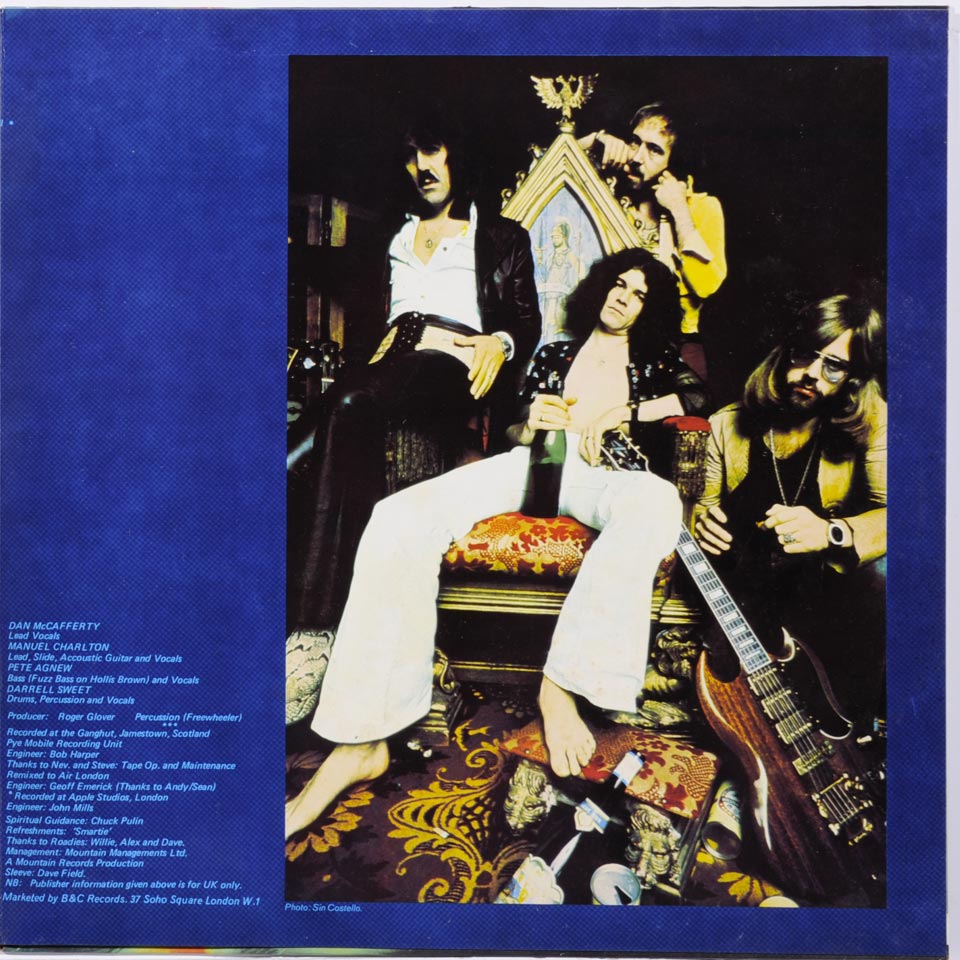 DAN McCAFFERTY
Lead Vocals
MANUEL CHARLTON
Lead, Slide, Accoustic Guitar and Vocals
PETE AGNEW
Bass (Fuzz Bass on Hollis Brown) and Vocals
DARRELL SWEET
Drums, Percussion and Vocals
Producer: Roger Glover Percussion (Freewheeler)
***
Recorded at the Ganghut, Jamestown, Scotland
Pye Mobile Recording Unit
Engineer: Bob Harper
Thanks to Nev. and Steve: Tape Op. and Maintenance
Remixed to Air London
Engineer: Geoff Emerick (Thanks to Andy/Sean)
* Recorded at Apple Studios, London
Engineer: John Mills
Spiritual Guidance: Chuck Pulin
Refreshments: 'Smartie'
Thanks to Roadies: Willie, Alex and Dave.
Management: Mountain Managements Ltd.
A Mountain Records Production
Sleeve: Dave Field.
NB: Publisher information given above is for UK only.
Marketed by B&C Records. 37 Soho Square London W.1
Photo: Sin Costello.